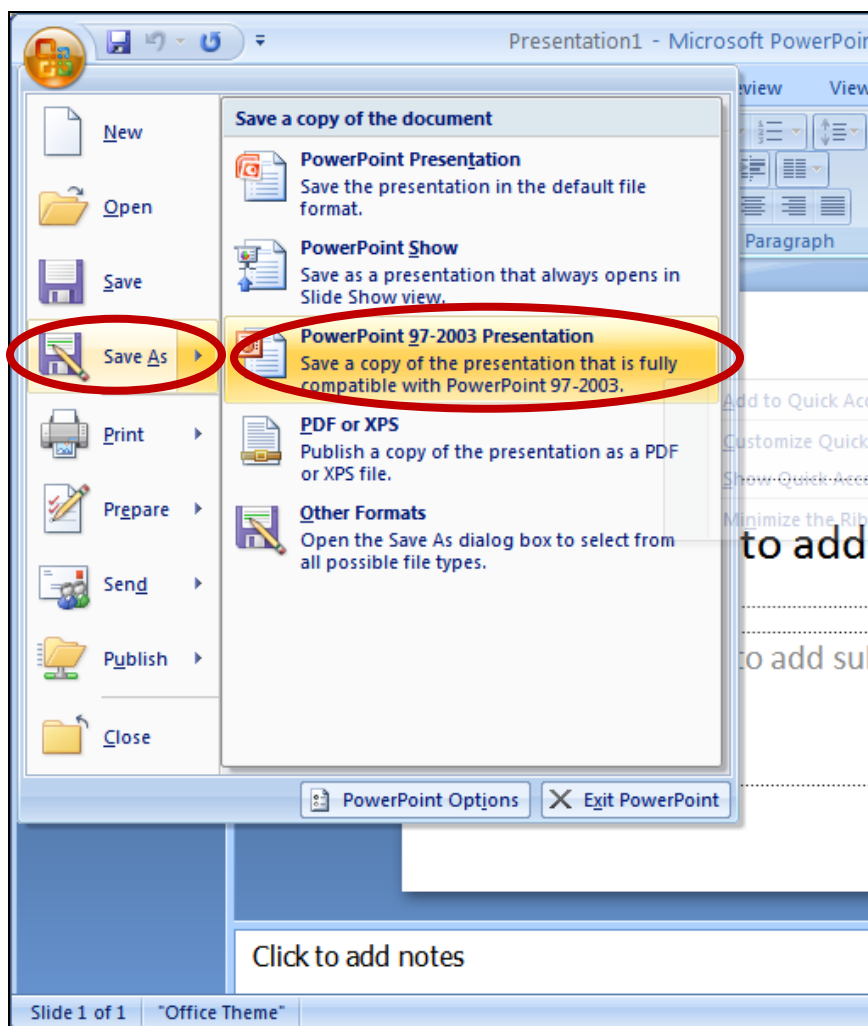 Presentation1 - Microsoft PowerPoin
New
Open
Save
Save As
Print
Prepare
Send
Publish
Close
Save a copy of the document
PowerPoint Presentation
Save the presentation in the default file
format.
PowerPoint Show
Save as a presentation that always opens in
Slide Show view.
PowerPoint 97-2003 Presentation
Save a copy of the presentation that is fully
compatible with PowerPoint 97-2003.
PDF or XPS
Publish a copy of the presentation as a PDF
or XPS file.
Other Formats
Open the Save As dialog box to select from
all possible file types.
PowerPoint Options
Exit PowerPoint
view View
Paragraph
Add to Quick Acc
Customize Quick
Show Quick Acce
Minimize the Rib
to add
to add sul
Click to add notes
Slide 1 of 1 "Office Theme"